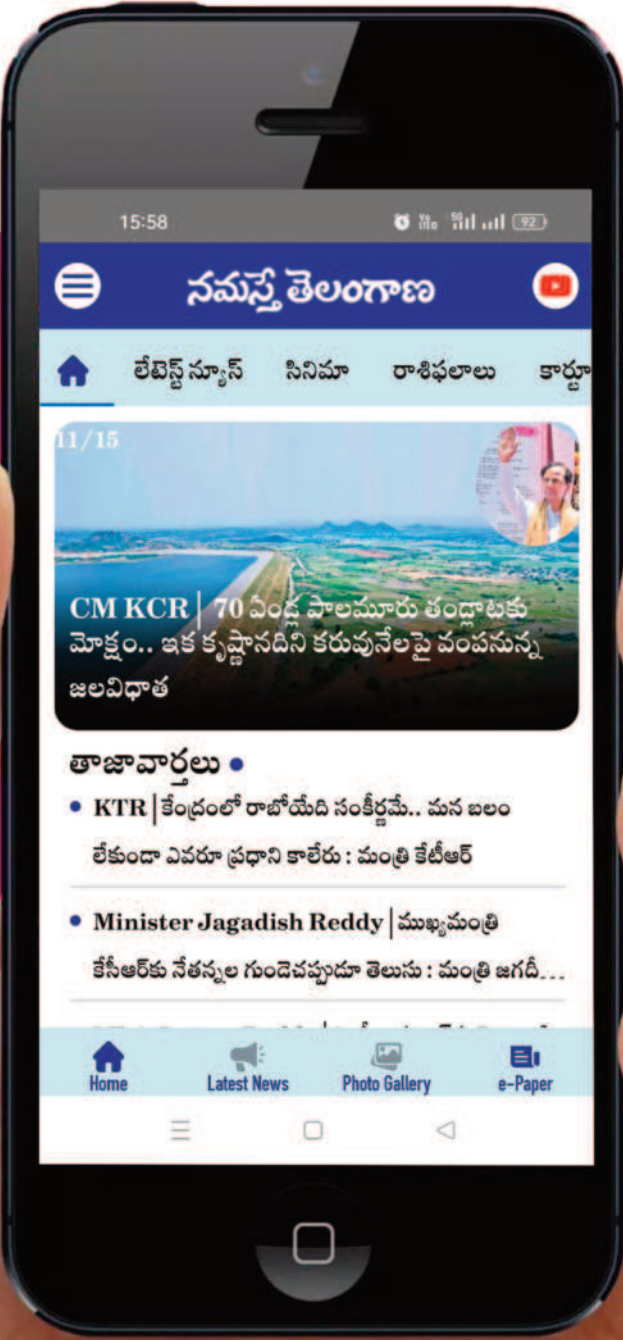 15:58
5G
92
నమస్తే తెలంగాణ
లేటెస్ట్ న్యూస్ సినిమా రాశిఫలాలు కార్టూ
11/15
CM KCR | 70 ఏండ్ల పాలమూరు తండ్లాటకు
మోక్షం.. ఇక కృష్ణానదిని కరువునేలపై వంపనున్న
జలవిధాత
తాజావార్తలు
KTR | కేంద్రంలో రాబోయేది సంకీర్ణమే.. మన బలం
లేకుండా ఎవరూ ప్రధాని కాలేరు : మంత్రి కేటీఆర్
Minister Jagadish Reddy | ముఖ్యమంత్రి
కేసీఆర్‌కు నేతన్నల గుండెచప్పుడూ తెలుసు : మంత్రి జగదీ...
Home Latest News Photo Gallery e-Paper